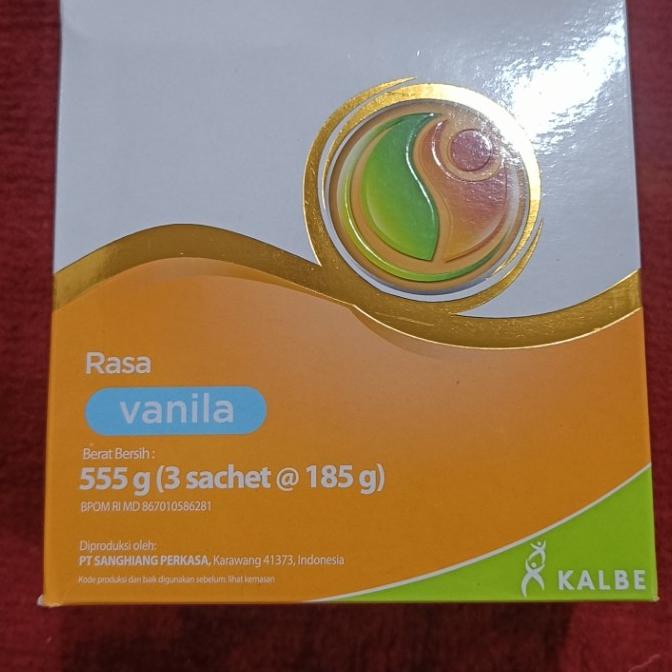 Rasa
vanila
Berat Bersih :
555 g (3 sachet @ 185 g)
BPOM RI MD 867010586281
Diproduksi oleh:
PT SANGHIANG PERKASA, Karawang 41373, Indonesia
Kode produksi dan baik digunakan sebelum: lihat kemasan
KALBE